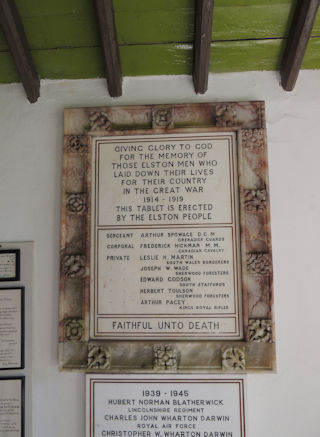 GIVING GLORY TO GOD
FOR THE MEMORY OF
THOSE ELSTON MEN WHO
LAID DOWN THEIR LIVES
FOR THEIR COUNTRY
IN THE GREAT WAR
1914 - 1919
THIS TABLET IS ERECTED
BY THE ELSTON PEOPLE
SERGEANT ARTHUR SPOWAGE D.C.M
GRENADIER GUARDS
CORPORAL FREDERICK HICKMAN M.M.
CANADIAN CAVALRY
PRIVATE LESLIE H. MARTIN
SOUTH WALES BORDERERS
JOSEPH W. WADE
SHERWOOD FORESTERS
EDWARD GODSON
SOUTH STAFFORDS
HERBERT TOULSON
SHERWOOD FORESTERS
ARTHUR PACEY
KINGS ROYAL RIFLES
FAITHFUL UNTO DEATH
1939 - 1945
HUBERT NORMAN BLATHERWICK
LINCOLNSHIRE REGIMENT
CHARLES JOHN WHARTON DARWIN
ROYAL AIR FORCE
CHRISTOPHER W. WHARTON DARWIN